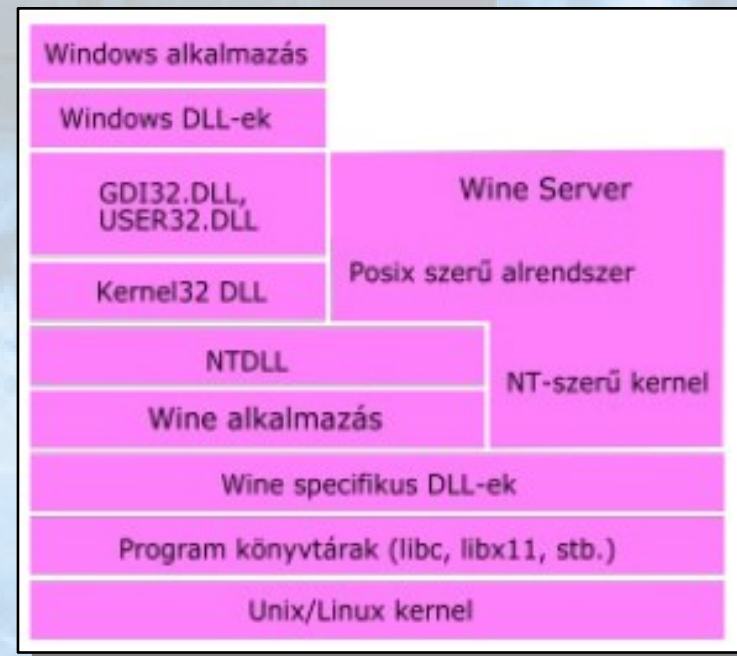 Windows alkalmazás
Windows DLL-ek
GDI32.DLL,
USER32.DLL
Wine Server
Posix szerű alrendszer
Kernel32 DLL
NTDLL
NT-szerű kernel
Wine alkalmazás
Wine specifikus DLL-ek
Program könyvtárak (libc, libx11, stb.)
Unix/Linux kernel